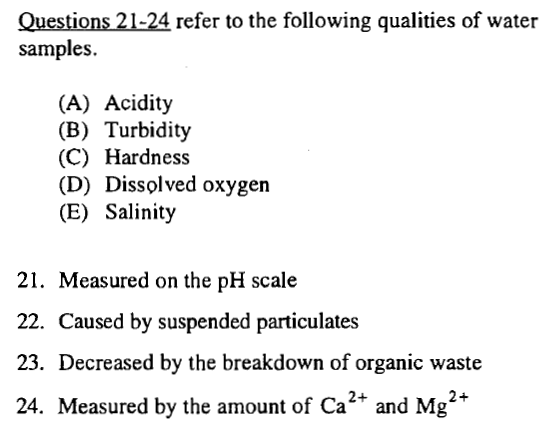 Questions 21-24 refer to the following qualities of water
samples.
(A) Acidity
(B) Turbidity
(C) Hardness
(D) Dissolved oxygen
(E) Salinity
21. Measured on the pH scale
22. Caused by suspended particulates
23. Decreased by the breakdown of organic waste
24. Measured by the amount of Ca²⁺ and Mg²⁺